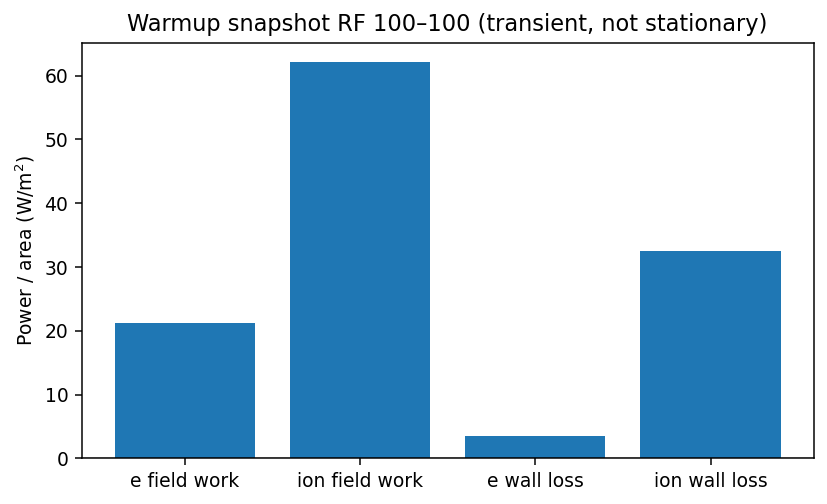 Warmup snapshot RF 100–100 (transient, not stationary)
Power / area (W/m²)
60
50
40
30
20
10
0
e field work ion field work e wall loss ion wall loss